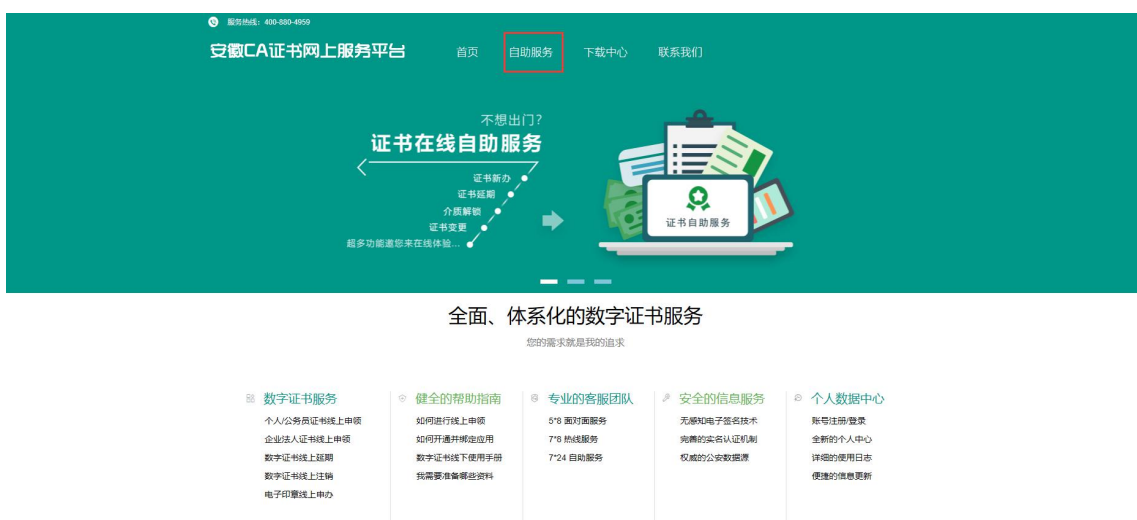 服务热线：400-880-4959
安徽CA证书网上服务平台
首页 自助服务 下载中心 联系我们
不想出门?
证书在线自助服务
证书新办
证书延期
介质解锁
证书变更
超多功能邀您来在线体验...
证书自助服务
全面、体系化的数字证书服务
您的需求就是我的追求
数字证书服务
个人/公务员证书线上申领
企业法人证书线上申领
数字证书线上延期
数字证书线上注销
电子印章线上申办
健全的帮助指南
如何进行线上申领
如何开通并绑定应用
数字证书线下使用手册
我需要准备哪些资料
专业的客服团队
5*8 面对面服务
7*8 热线服务
7*24 自助服务
安全的信息服务
无感知电子签名技术
完善的实名认证机制
权威的公安数据源
个人数据中心
账号注册/登录
全新的个人中心
详细的使用日志
便捷的信息更新